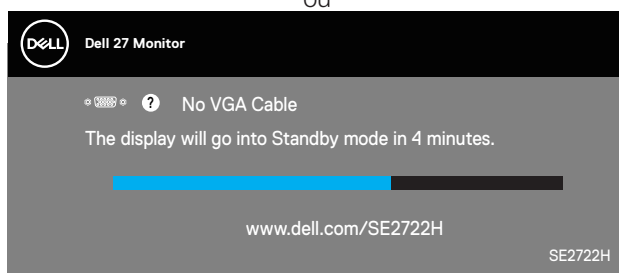 ou
DELL
Dell 27 Monitor
? No VGA Cable
The display will go into Standby mode in 4 minutes.
www.dell.com/SE2722H
SE2722H